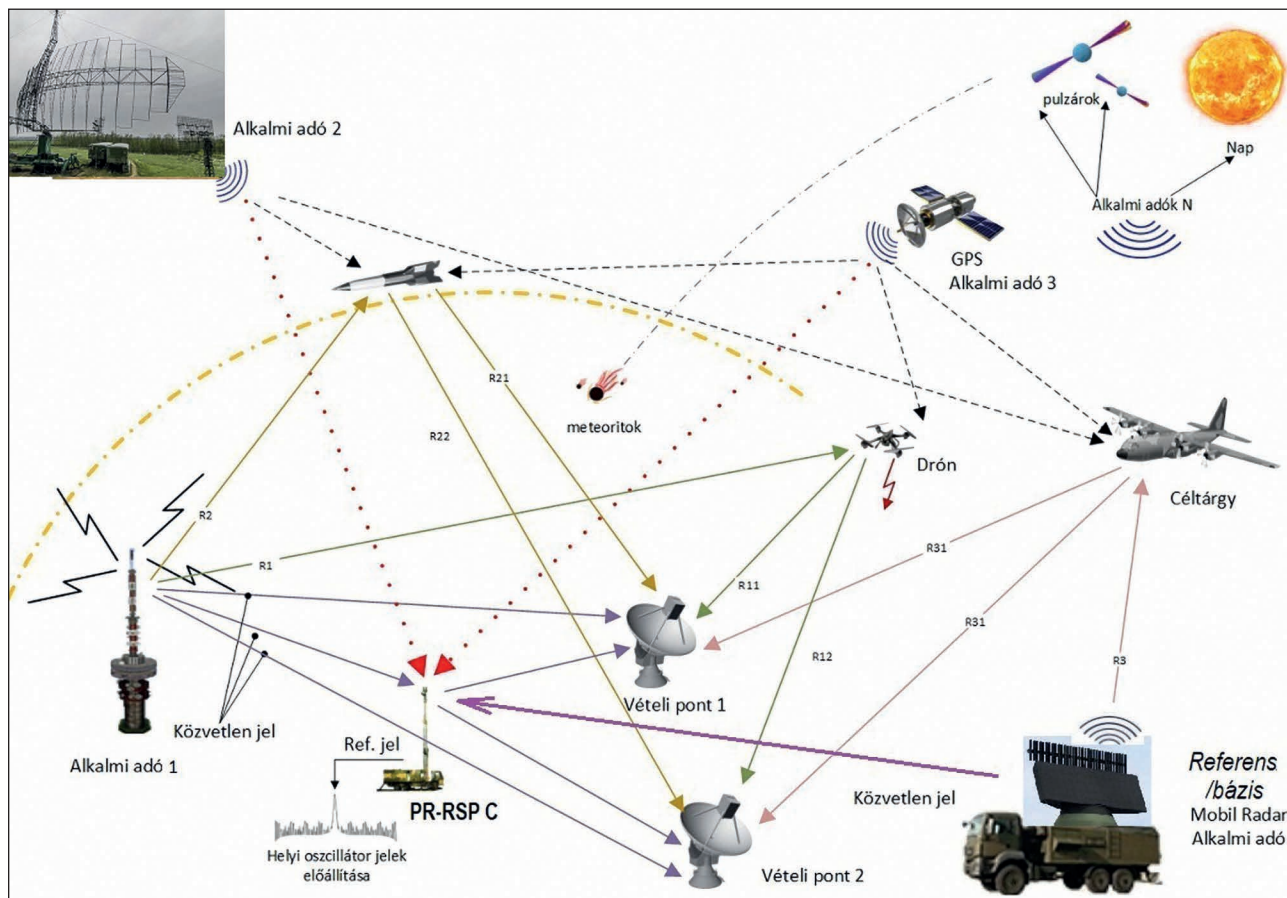 Alkalmi adó 2
pulzárok
Nap
Alkalmi adók N
GPS
Alkalmi adó 3
R21
R22
meteoritok
Drón
Céltárgy
R2
R1
R31
R11
R31
R12
R3
Vételi pont 1
Közvetlen jel
Ref. jel
Alkalmi adó 1
PR-RSP C
Közvetlen jel
Referens
/bázis
Mobil Radar
Alkalmi adó
Helyi oszcillátor jelek
előállítása
Vételi pont 2